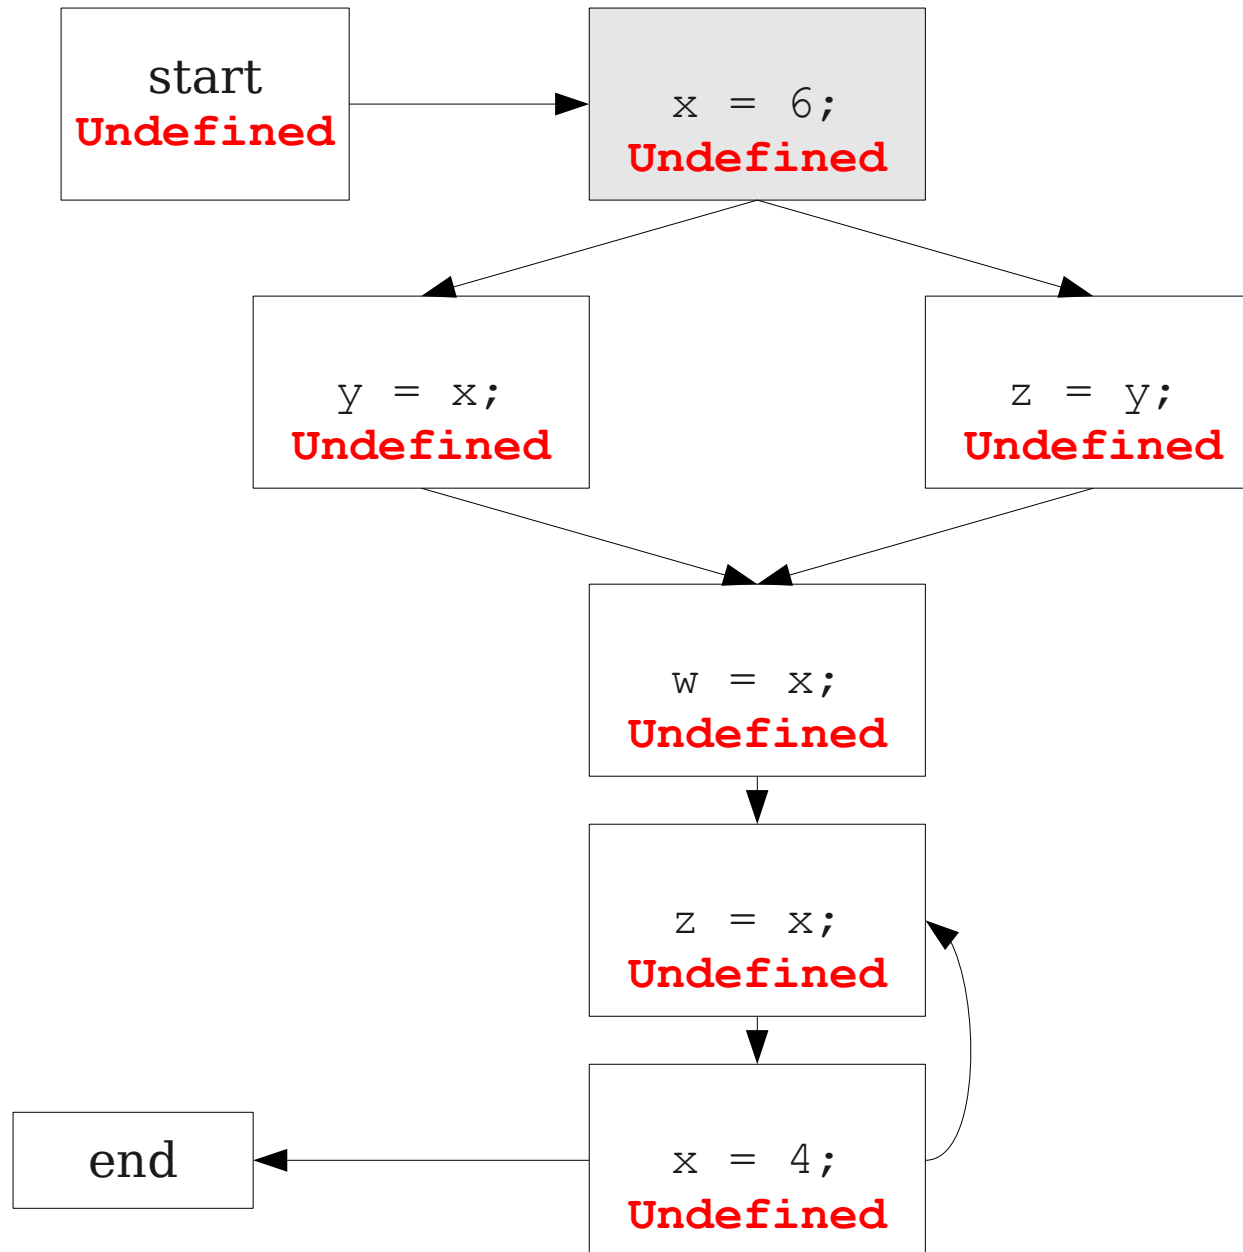 start
Undefined
x = 6;
Undefined
y = x;
Undefined
z = y;
Undefined
w = x;
Undefined
z = x;
Undefined
end
x = 4;
Undefined